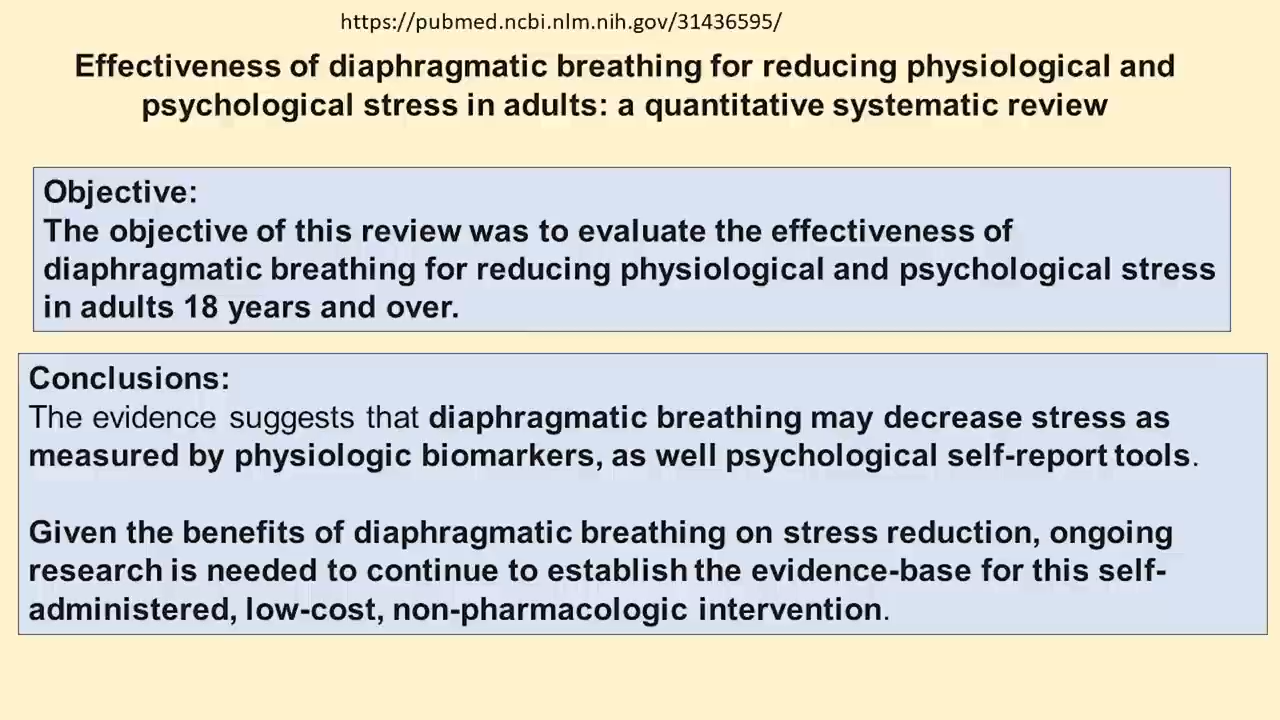 https://pubmed.ncbi.nlm.nih.gov/31436595/
Effectiveness of diaphragmatic breathing for reducing physiological and
psychological stress in adults: a quantitative systematic review
Objective:
The objective of this review was to evaluate the effectiveness of
diaphragmatic breathing for reducing physiological and psychological stress
in adults 18 years and over.
Conclusions:
The evidence suggests that diaphragmatic breathing may decrease stress as
measured by physiologic biomarkers, as well psychological self-report tools.
Given the benefits of diaphragmatic breathing on stress reduction, ongoing
research is needed to continue to establish the evidence-base for this self-
administered, low-cost, non-pharmacologic intervention.